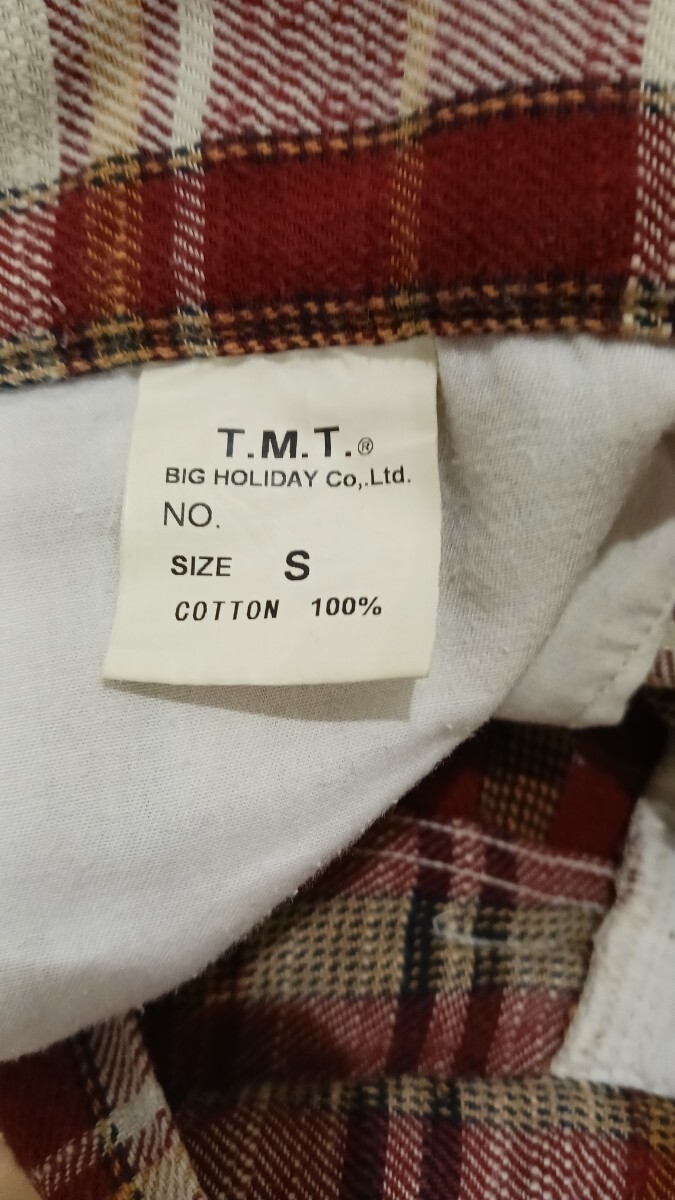 T.M.T.®
BIG HOLIDAY Co,.Ltd.
NO.
SIZE S
COTTON 100%